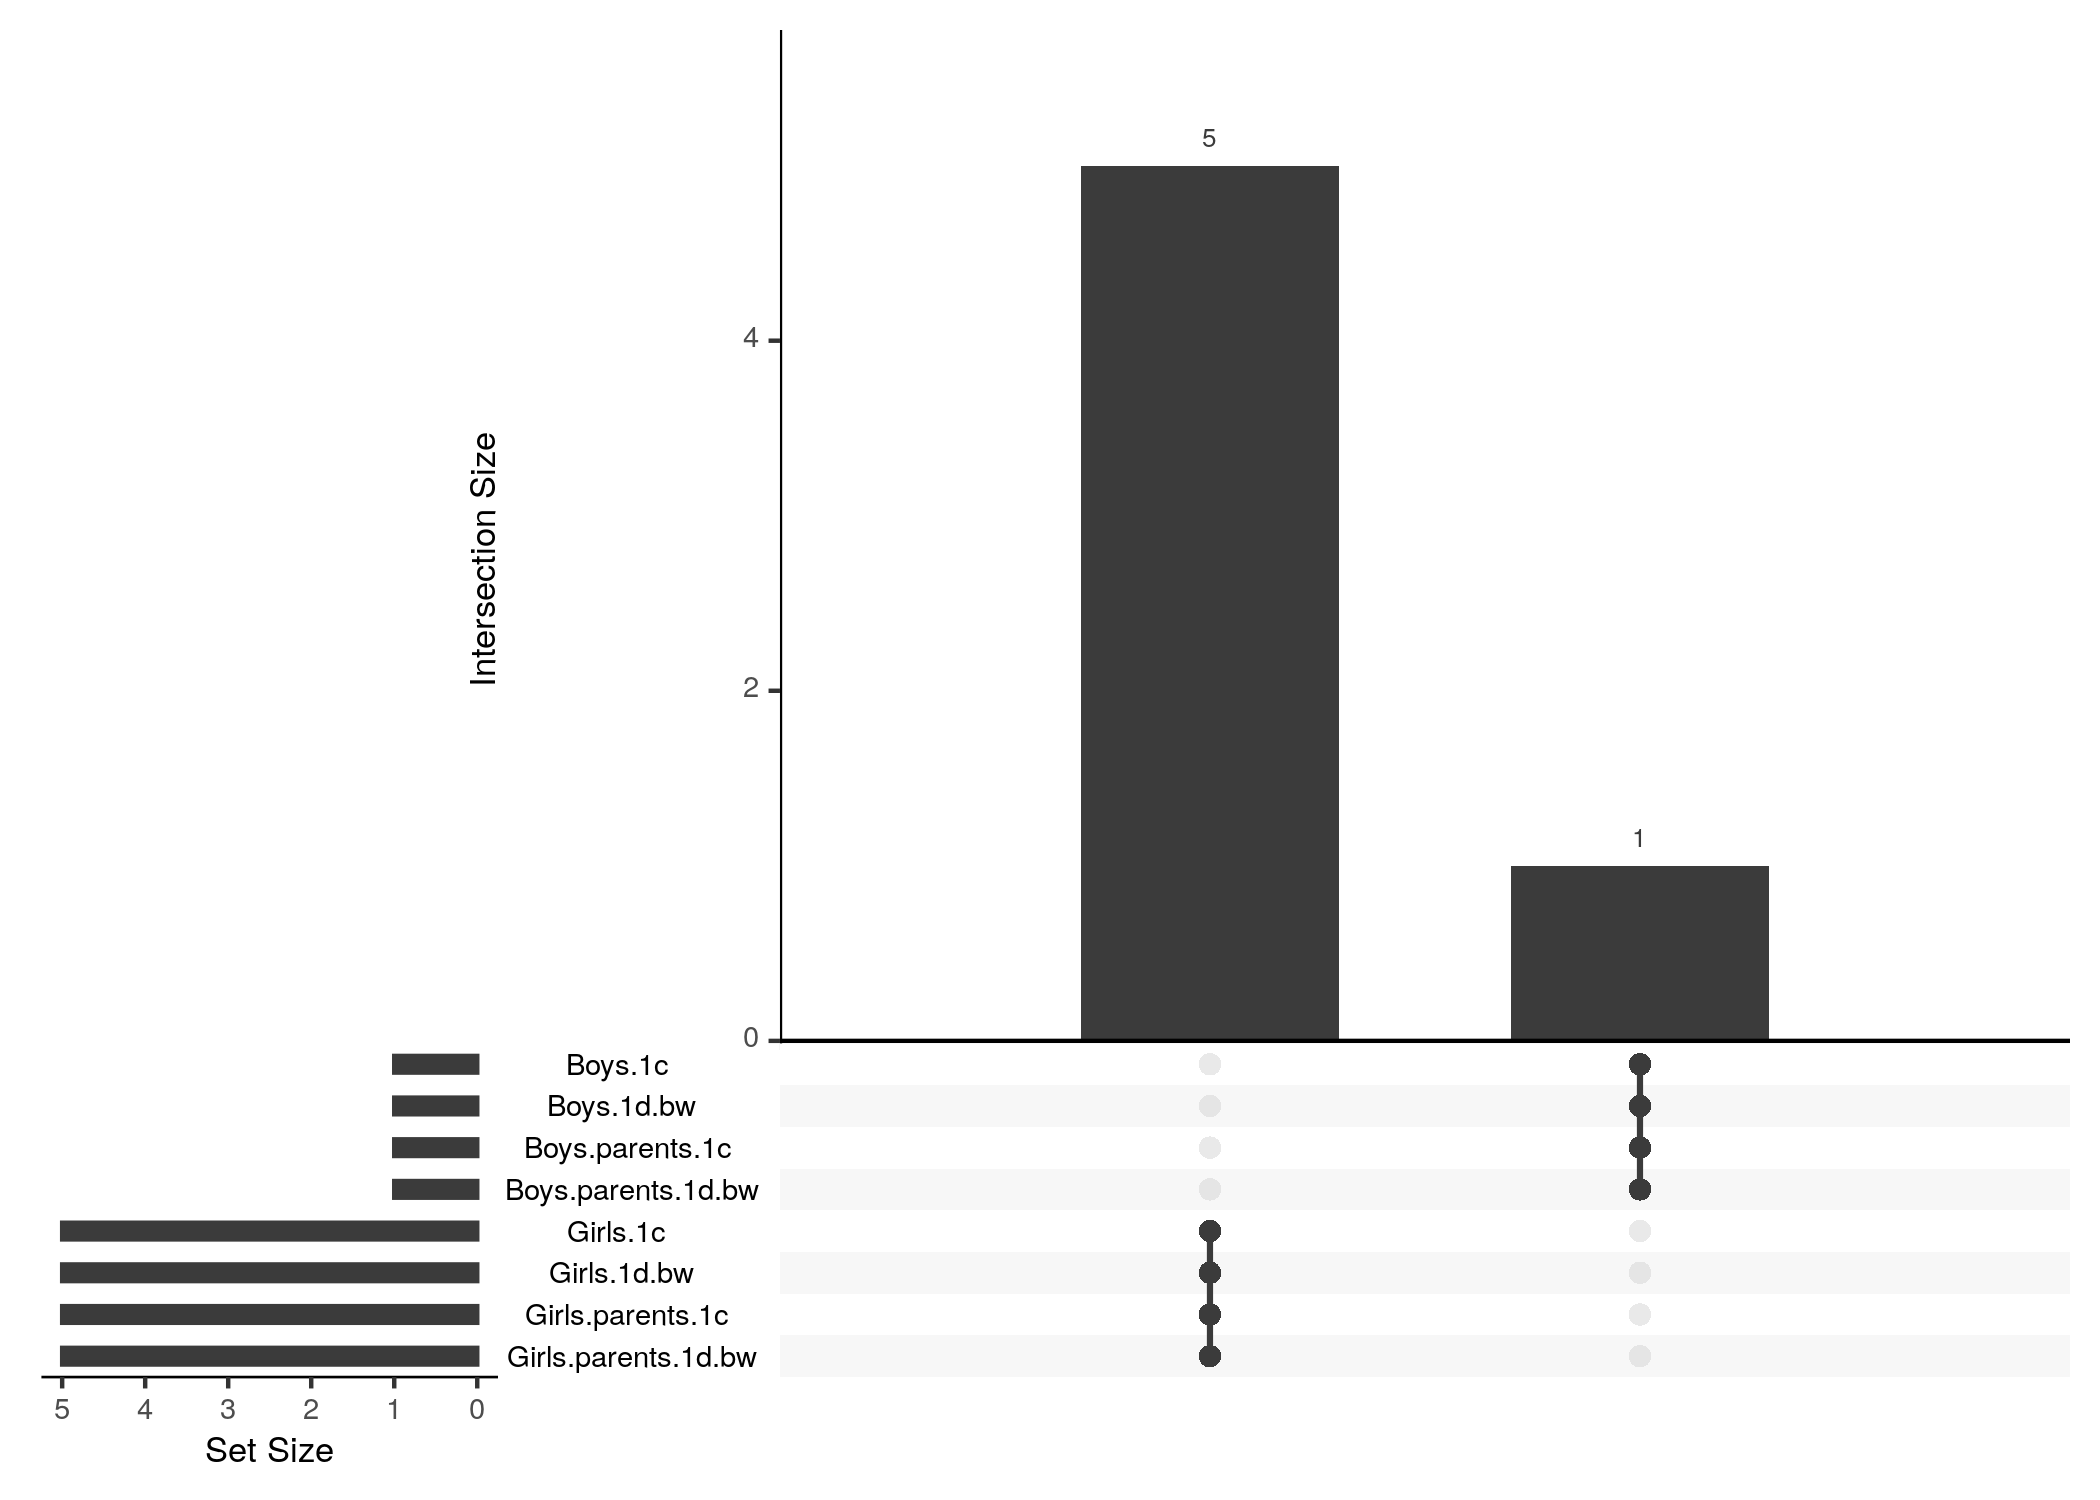 5
4
Intersection Size
2
1
0
Boys.1c
Boys.1d.bw
Boys.parents.1c
Boys.parents.1d.bw
Girls.1c
Girls.1d.bw
Girls.parents.1c
Girls.parents.1d.bw
5 4 3 2 1 0
Set Size